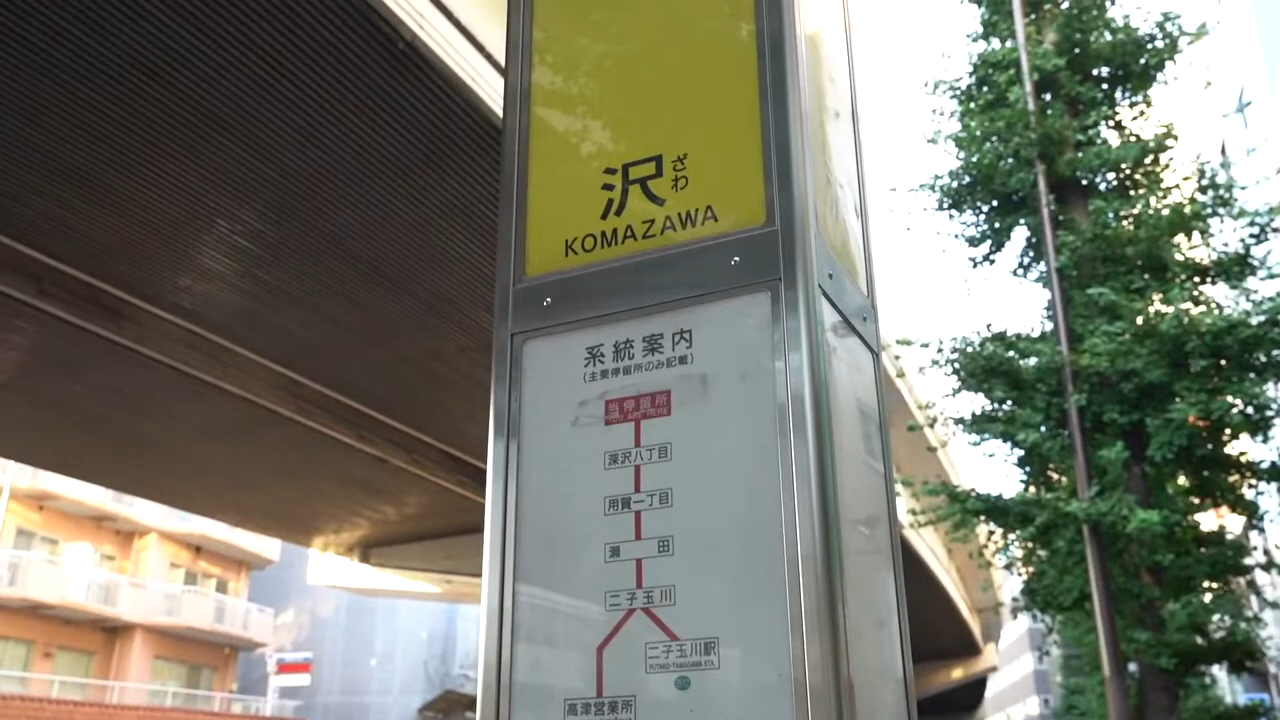 沢
ざわ
KOMAZAWA
系統案内
(主要停留所のみ記載)
当停留所
YOU ARE HERE
深沢八丁目
用賀一丁目
瀬田
二子玉川
二子玉川駅
FUTAKO-TAMAGAWA STA.
高津営業所